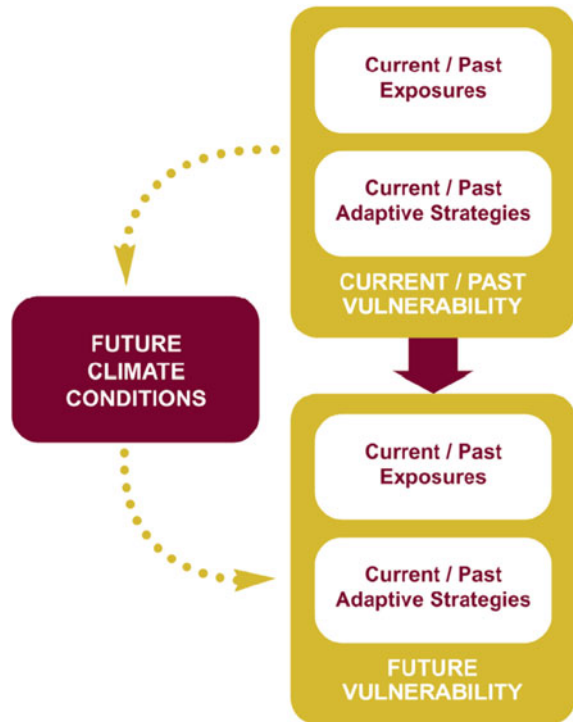 Current / Past
Exposures
Current / Past
Adaptive Strategies
CURRENT / PAST
VULNERABILITY
FUTURE
CLIMATE
CONDITIONS
Current / Past
Exposures
Current / Past
Adaptive Strategies
FUTURE
VULNERABILITY